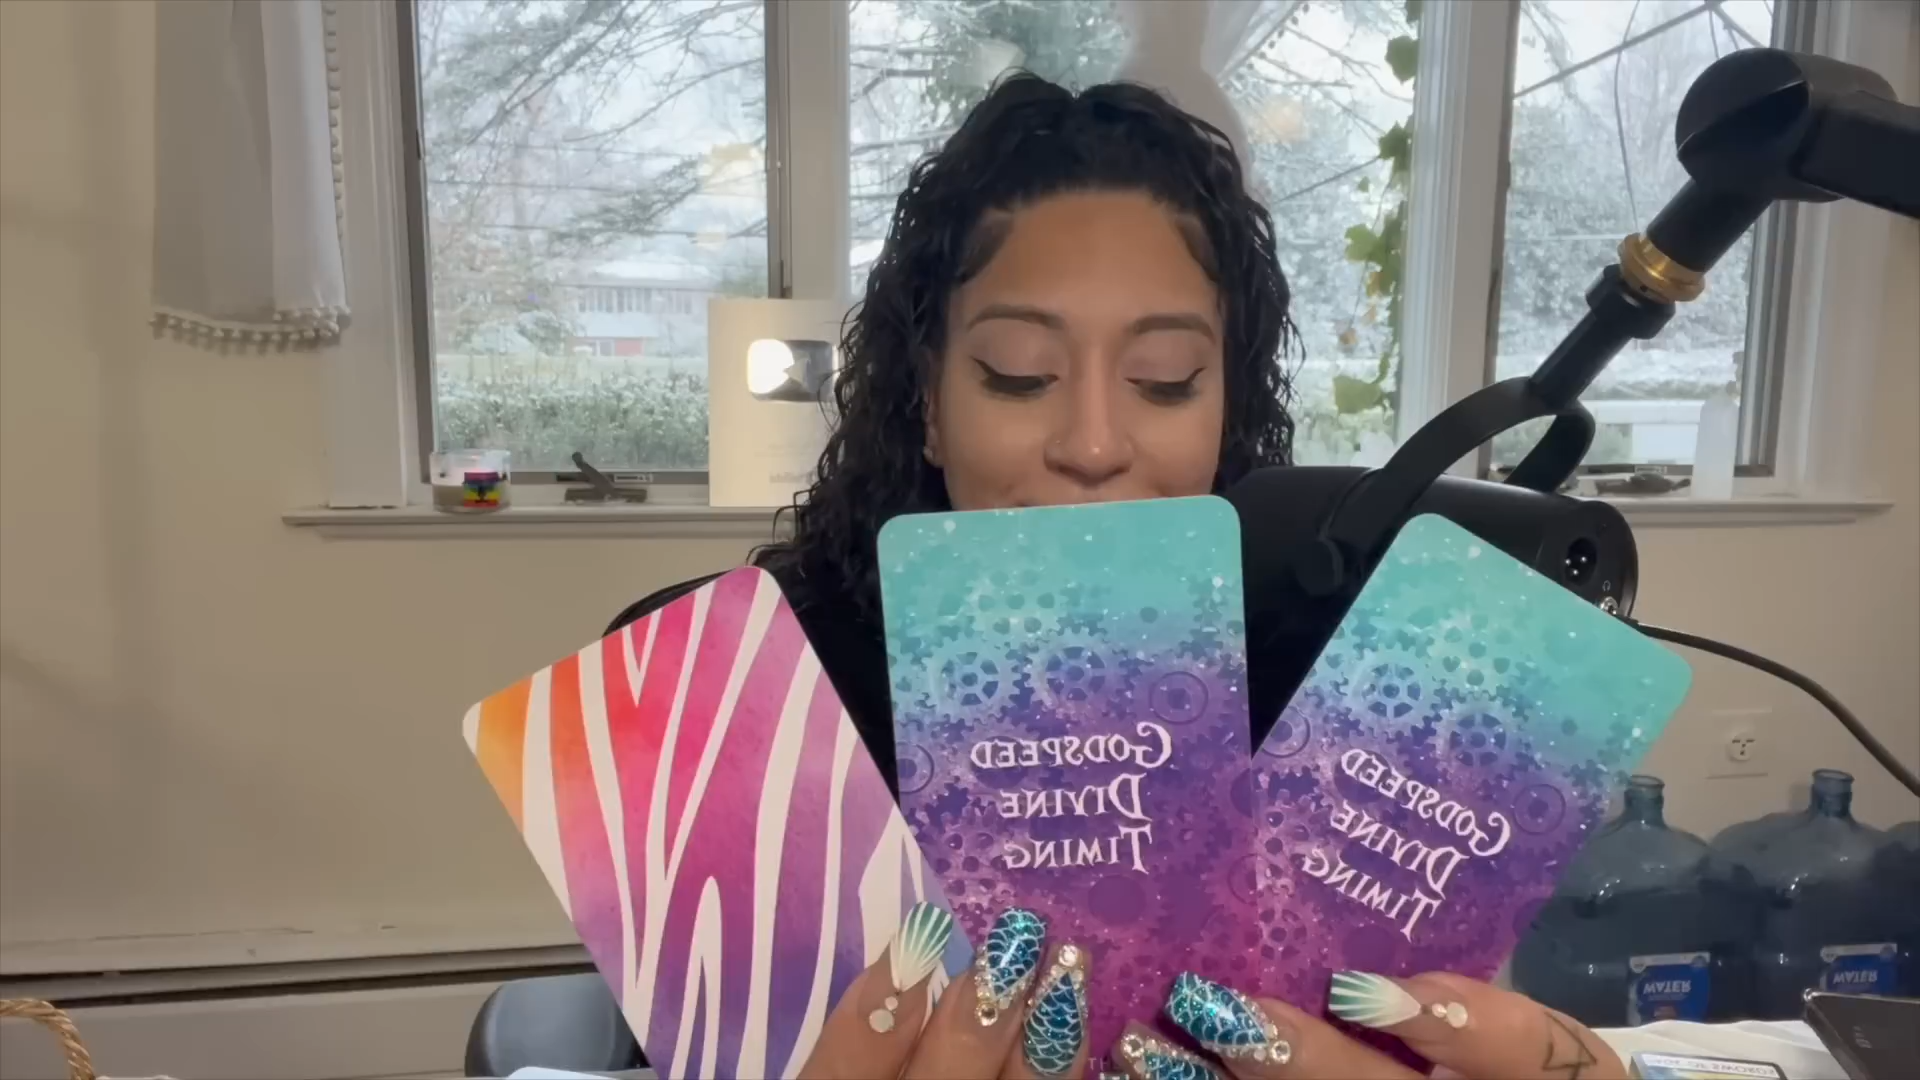 GODSPEED
DIVINE
TIMING
GODSPEED
DIVINE
TIMING
WATER
WATER